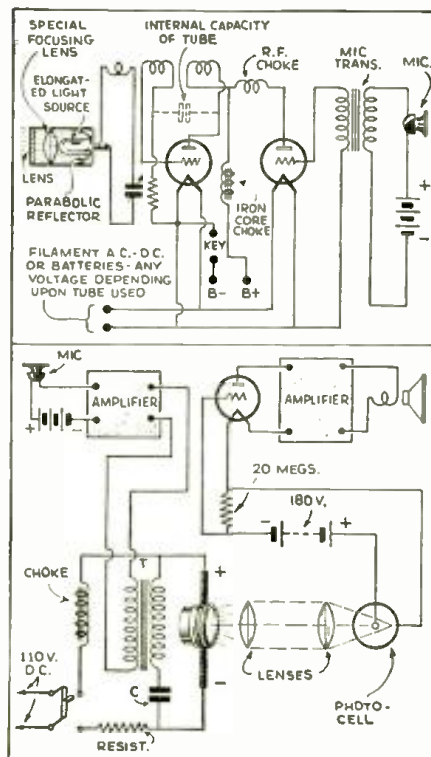 SPECIAL
FOCUSING
LENS
INTERNAL CAPACITY
OF TUBE
R.F.
CHOKE
MIC
TRANS.
MIC.
ELONGAT-
ED LIGHT
SOURCE
LENS
PARABOLIC
REFLECTOR
IRON
CORE
CHOKE
KEY
B-
B+
+
-
FILAMENT A.C.-D.C.
OR BATTERIES-ANY
VOLTAGE DEPENDING
UPON TUBE USED
MIC
AMPLIFIER
+
-
AMPLIFIER
20 MEGS.
- 180 V. +
CHOKE
T
+
110 V.
D.C.
C
-
RESIST.
LENSES
PHOTO-
CELL